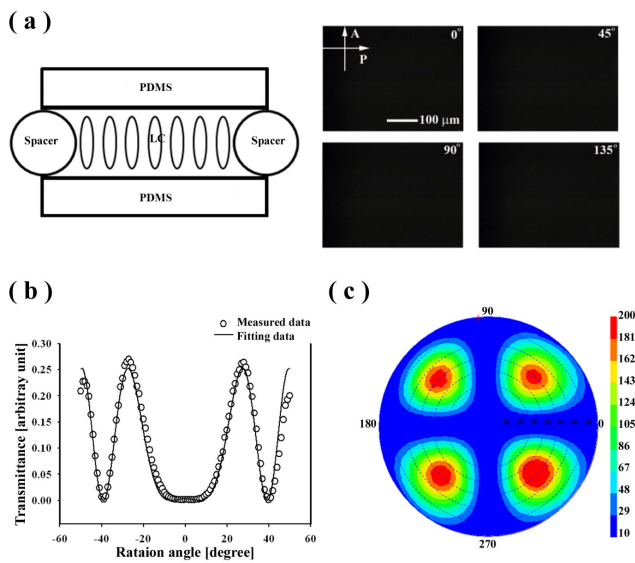 ( a )
PDMS
Spacer
LC
Spacer
PDMS
A
P
0°
100 μm
45°
90°
135°
( b )
Measured data
Fitting data
Transmittance [arbitray unit]
0.30
0.25
0.20
0.15
0.10
0.05
0.00
-60 -40 -20 0 20 40 60
Rataion angle [degree]
( c )
90
180
0
270
200
181
162
143
124
105
86
67
48
29
10